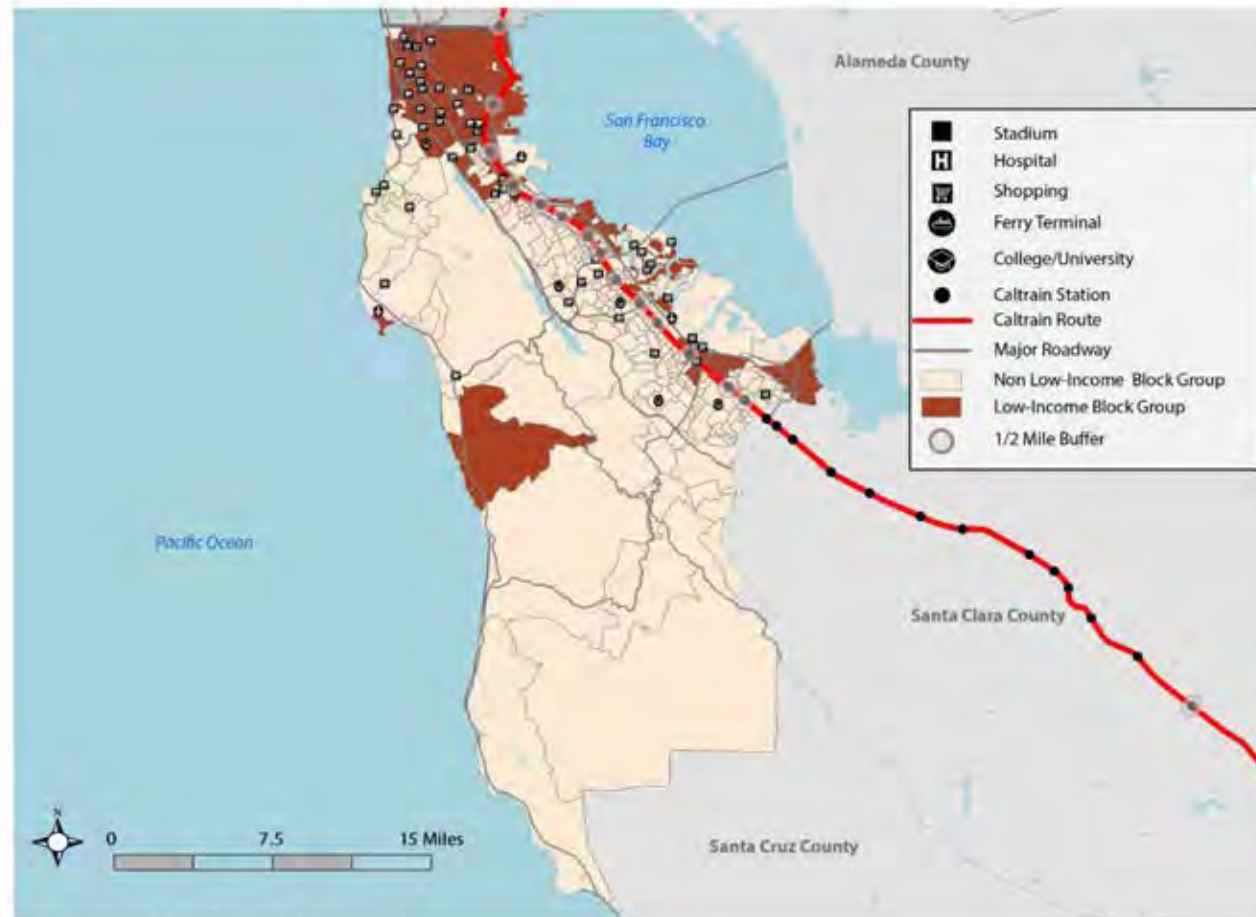 Alameda County
San Francisco
Bay
Stadium
Hospital
Shopping
Ferry Terminal
College/University
Caltrain Station
Caltrain Route
Major Roadway
Non Low-Income Block Group
Low-Income Block Group
1/2 Mile Buffer
Pacific Ocean
Santa Clara County
N
0 7.5 15 Miles
Santa Cruz County